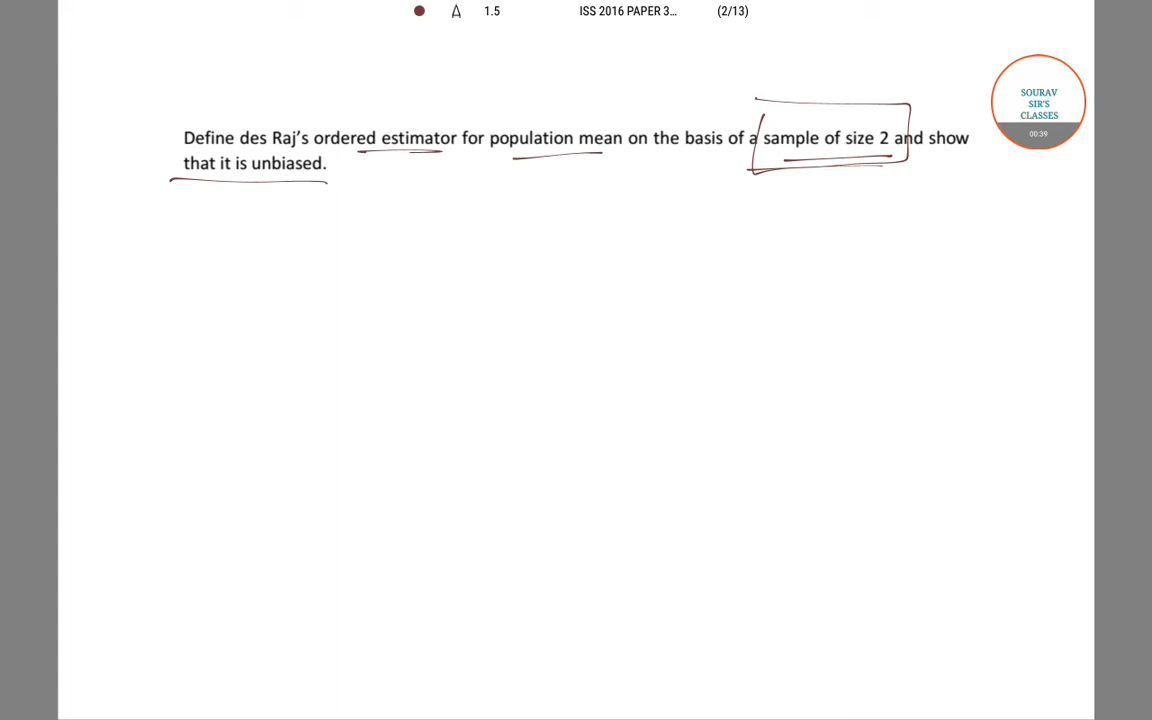 1.5 ISS 2016 PAPER 3... (2/13)
SOURAV
SIR'S
CLASSES
00:39
Define des Raj's ordered estimator for population mean on the basis of a sample of size 2 and show
that it is unbiased.